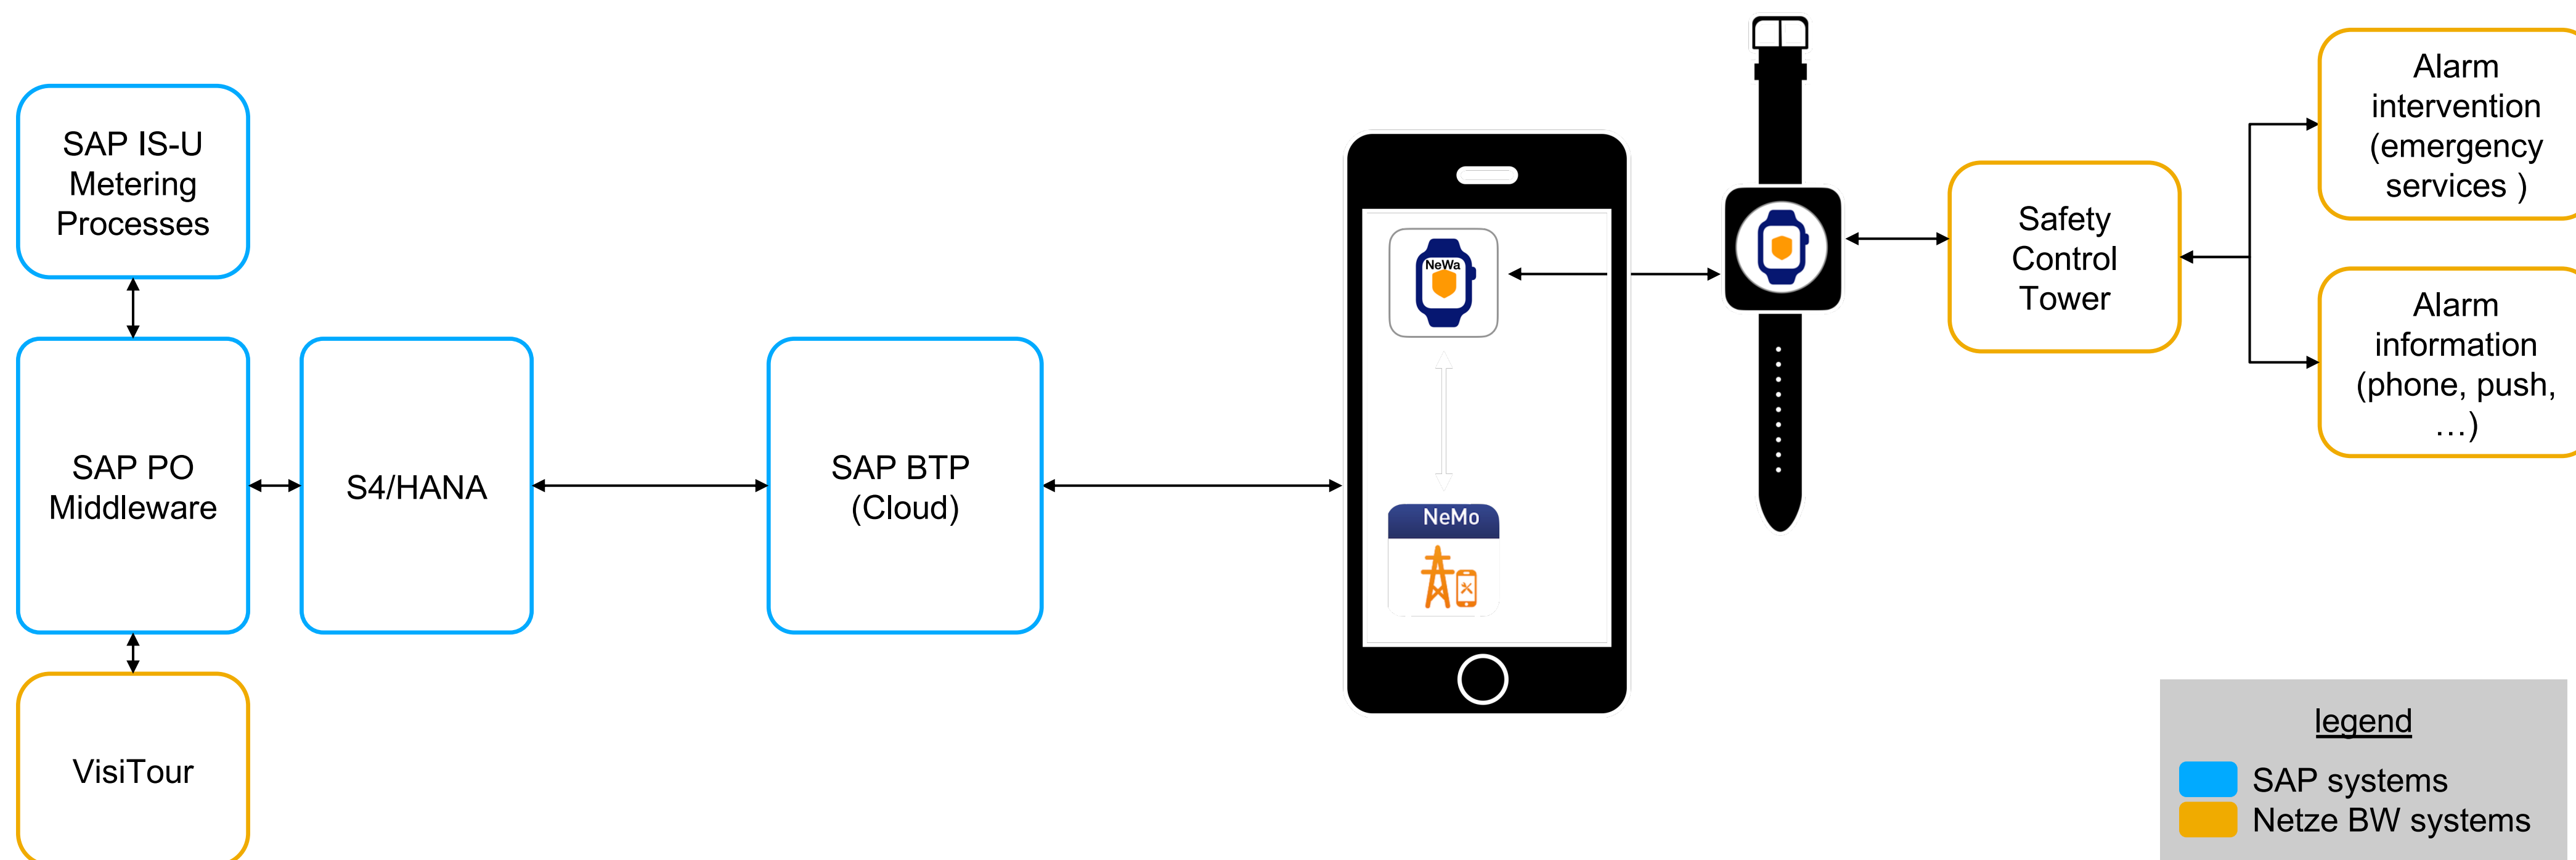 SAP IS-U
Metering
Processes
SAP PO
Middleware
VisiTour
S4/HANA
SAP BTP
(Cloud)
NeWa
NeMo
Safety
Control
Tower
Alarm
intervention
(emergency
services )
Alarm
information
(phone, push,
…)
legend
SAP systems
Netze BW systems